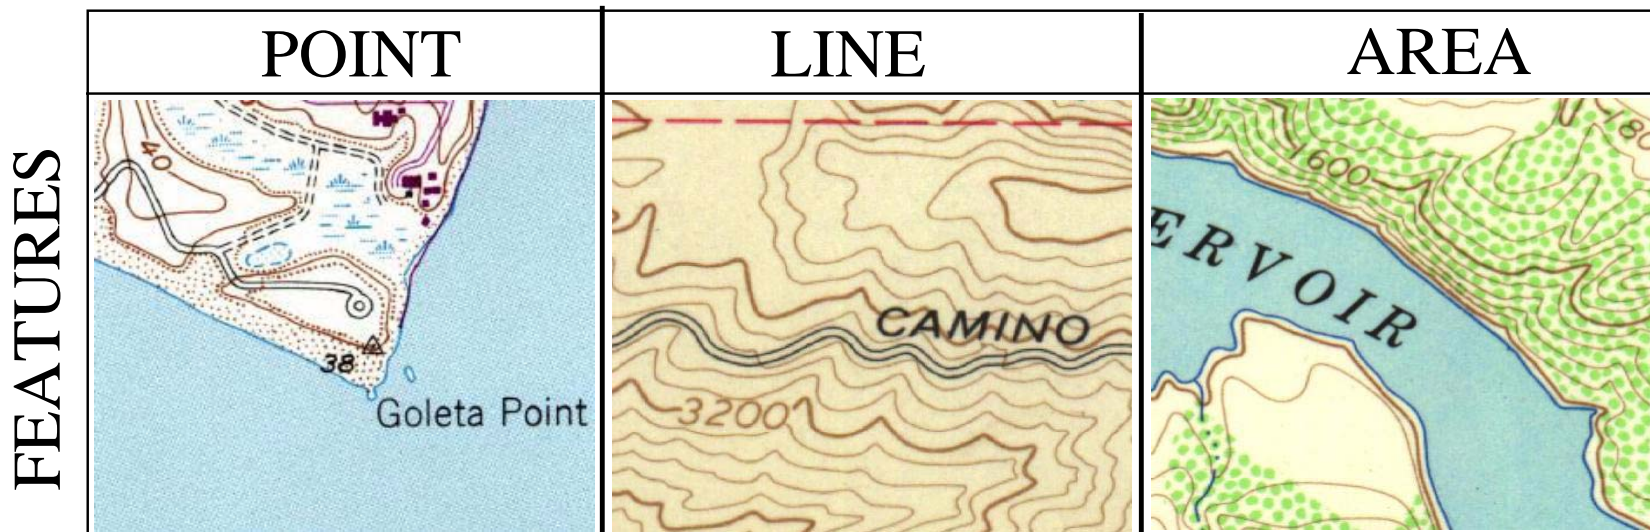 POINT
LINE
AREA
FEATURES
40
38
Goleta Point
CAMINO
3200
1600
ERVOIR